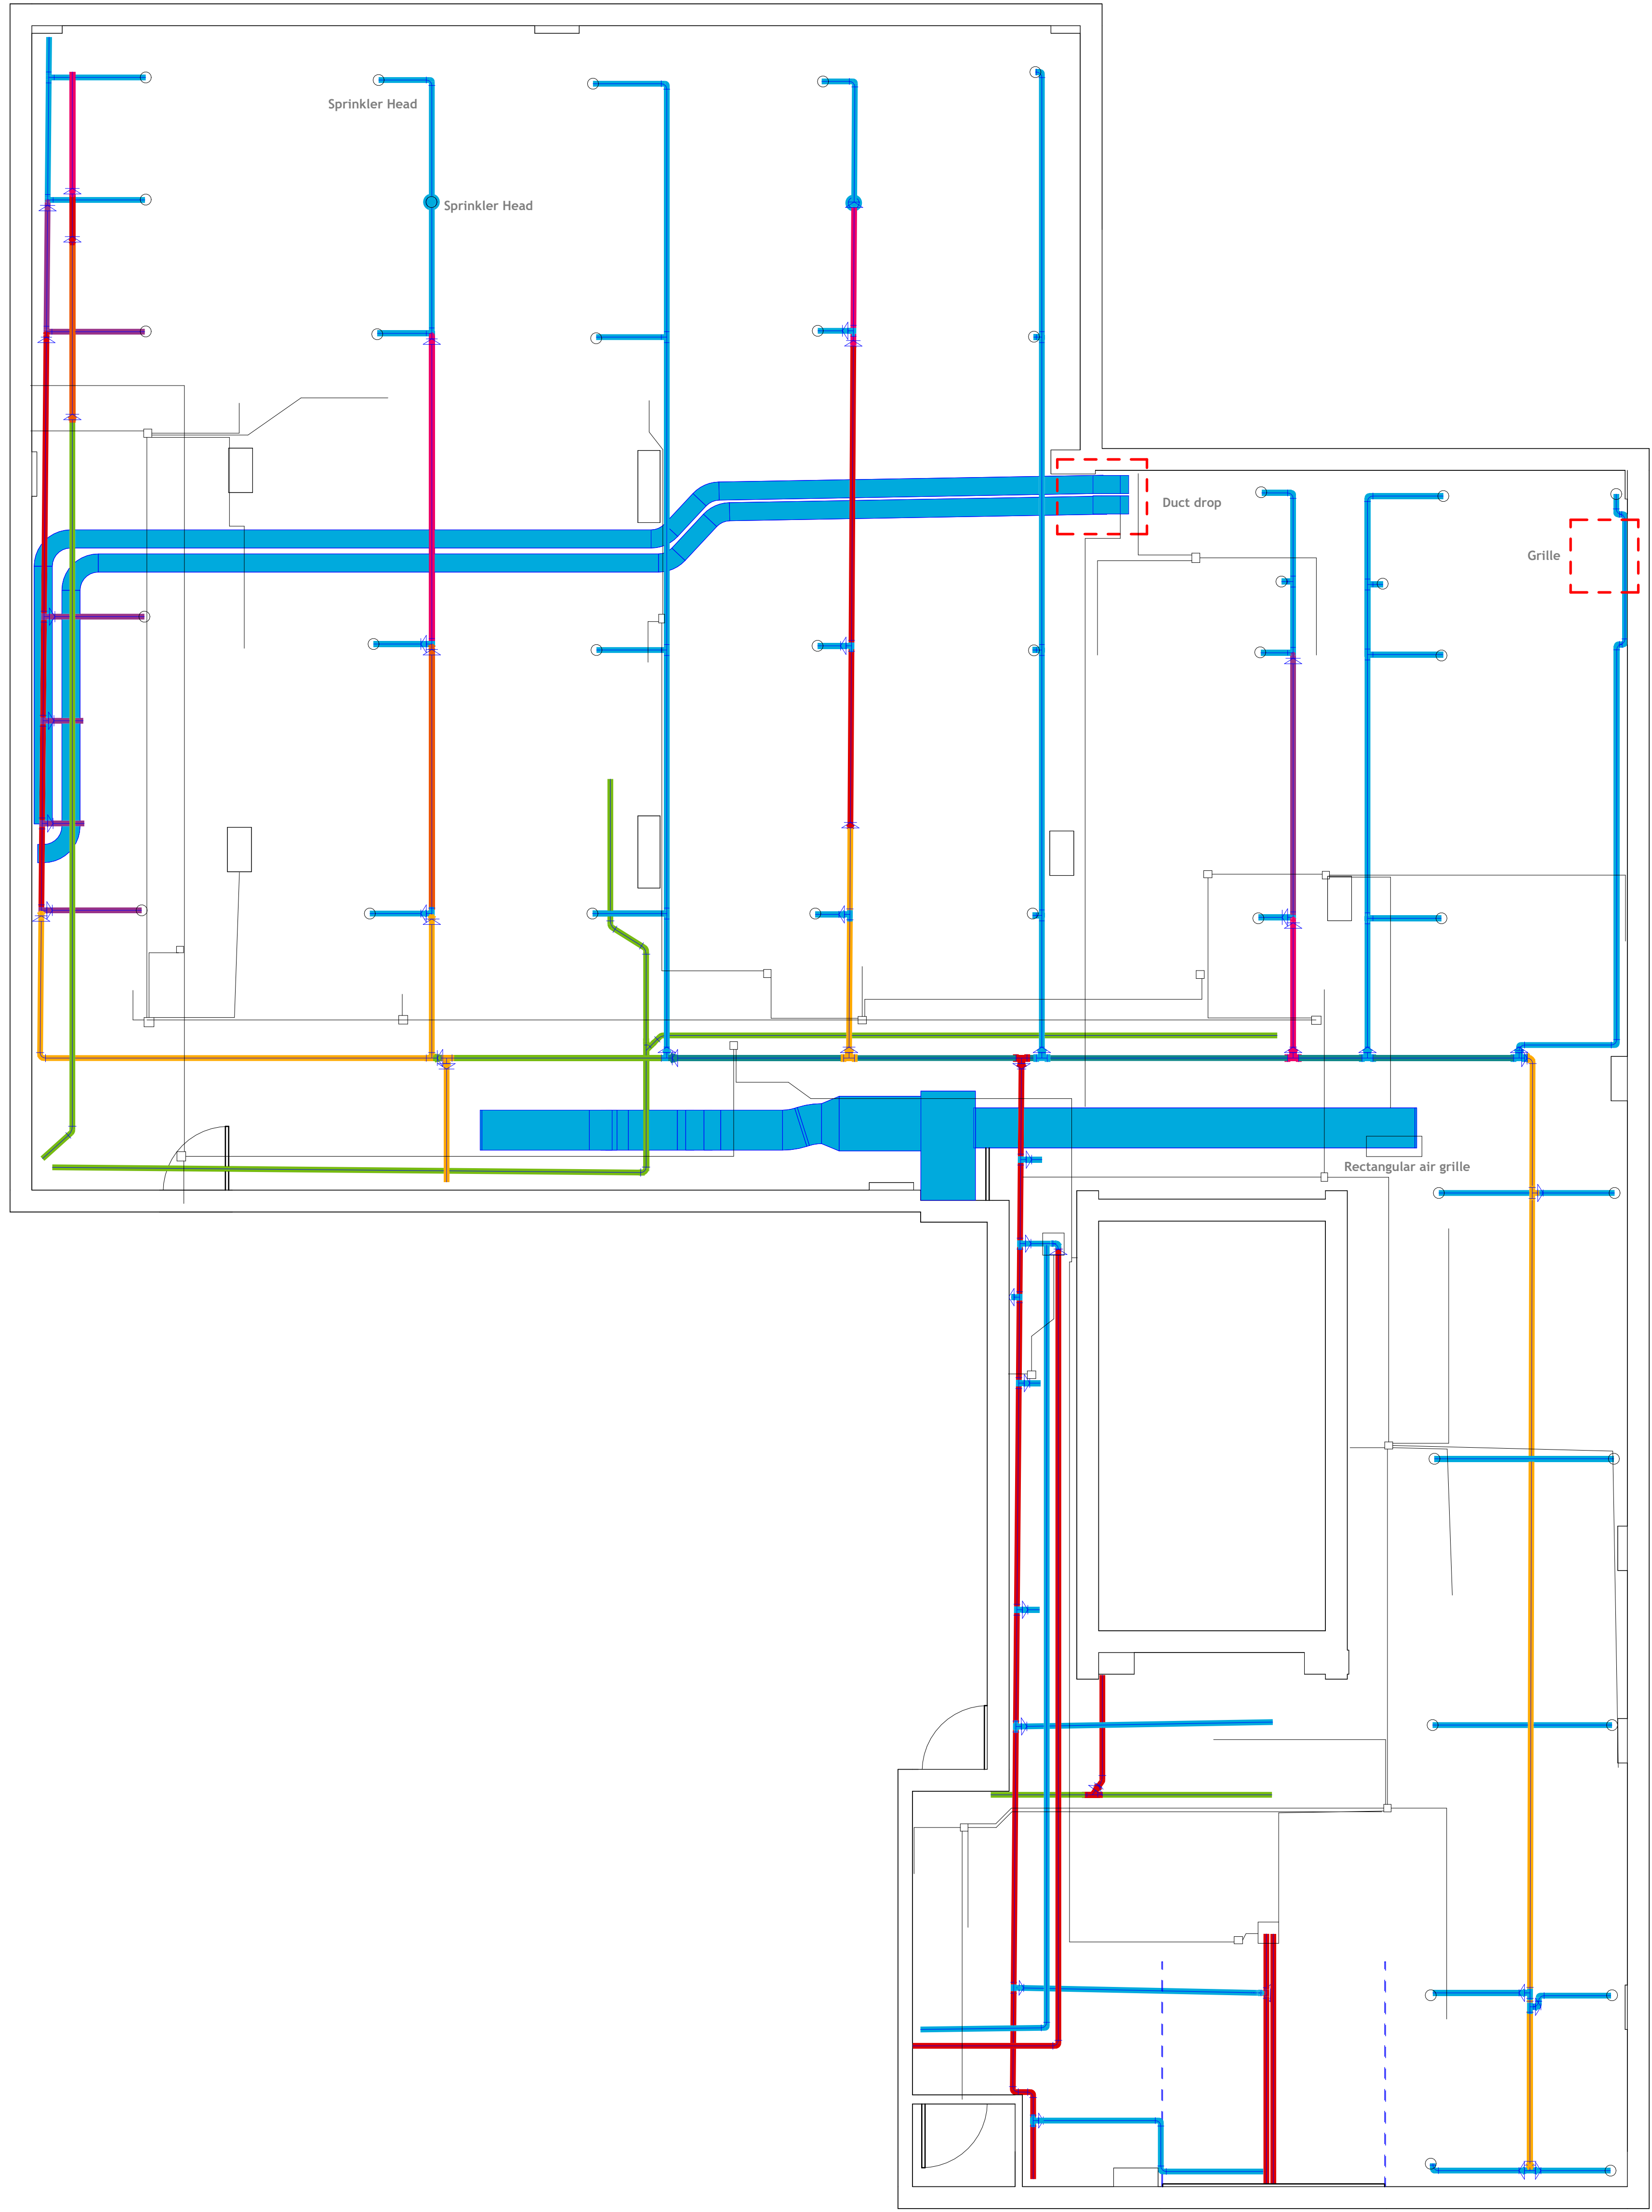 Sprinkler Head
Sprinkler Head
Duct drop
Grille
Rectangular air grille